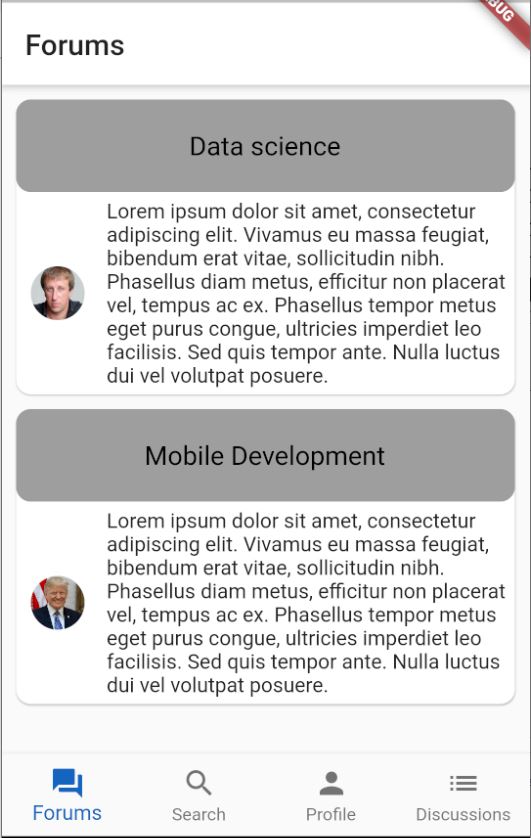 BUG
Forums
Data science
Lorem ipsum dolor sit amet, consectetur
adipiscing elit. Vivamus eu massa feugiat,
bibendum erat vitae, sollicitudin nibh.
Phasellus diam metus, efficitur non placerat
vel, tempus ac ex. Phasellus tempor metus
eget purus congue, ultricies imperdiet leo
facilisis. Sed quis tempor ante. Nulla luctus
dui vel volutpat posuere.
Mobile Development
Lorem ipsum dolor sit amet, consectetur
adipiscing elit. Vivamus eu massa feugiat,
bibendum erat vitae, sollicitudin nibh.
Phasellus diam metus, efficitur non placerat
vel, tempus ac ex. Phasellus tempor metus
eget purus congue, ultricies imperdiet leo
facilisis. Sed quis tempor ante. Nulla luctus
dui vel volutpat posuere.
Forums
Search
Profile
Discussions